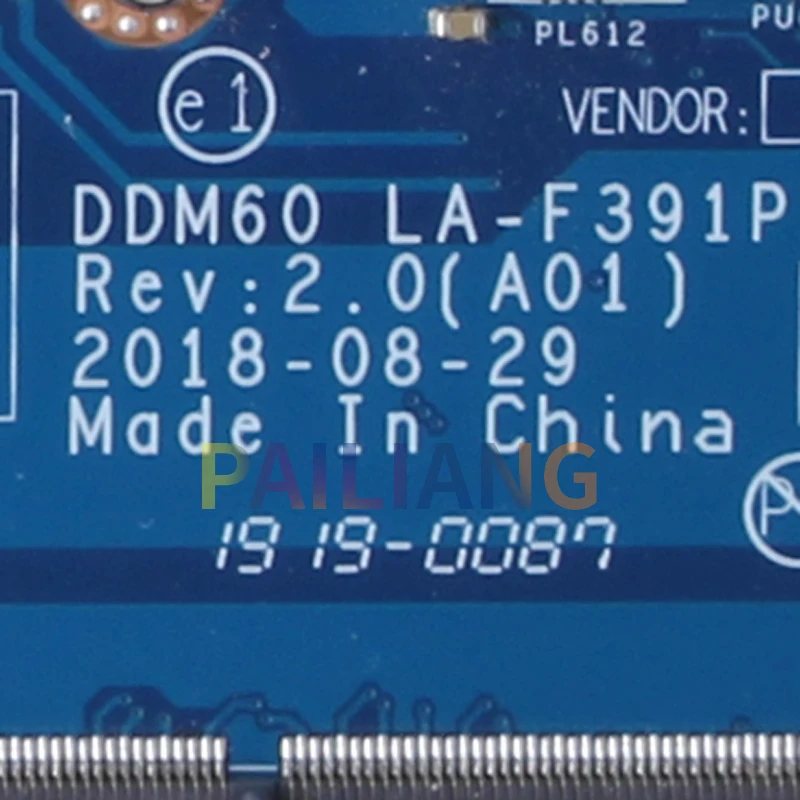 PL612
PU
e1
VENDOR:
DDM60 LA-F391P
Rev:2.0(A01)
2018-08-29
Made In China
PAILIANG
1919-0087